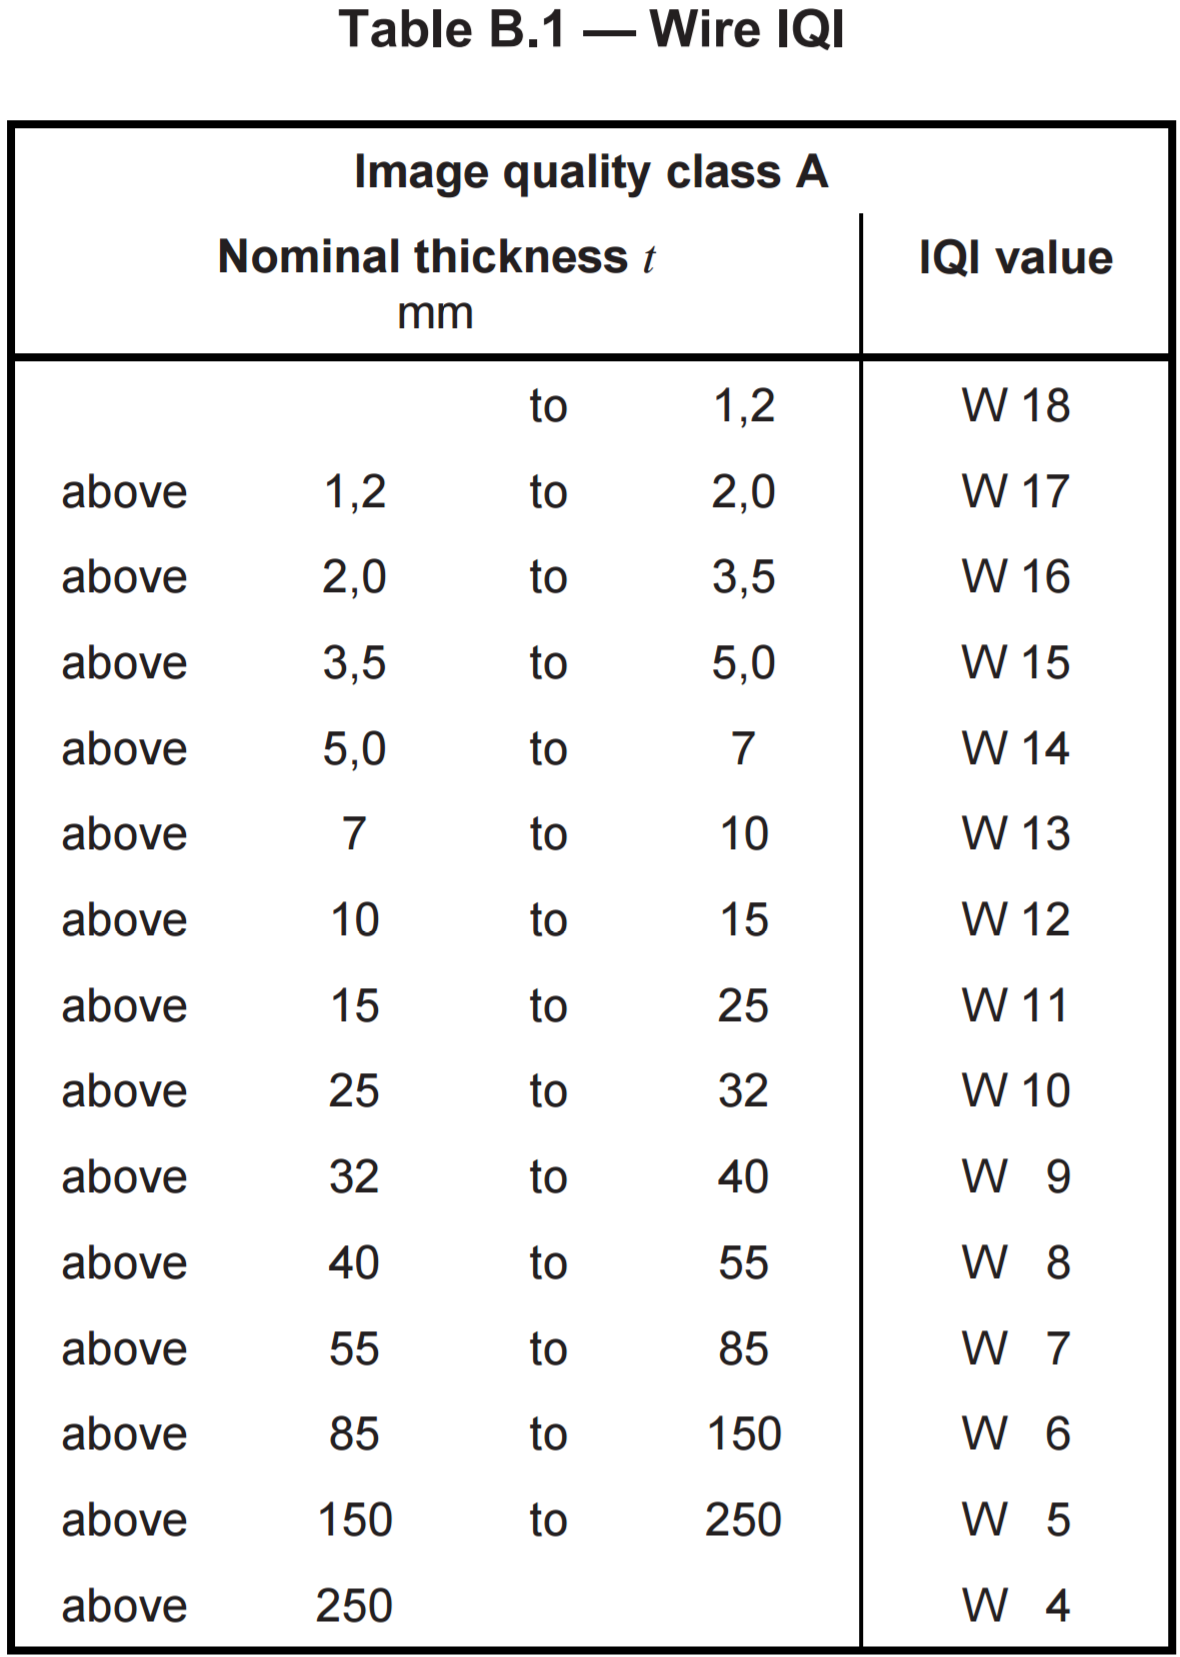 Table B.1 — Wire IQI
Image quality class A
Nominal thickness t IQI value
mm
to 1,2 W 18
above 1,2 to 2,0 W 17
above 2,0 to 3,5 W 16
above 3,5 to 5,0 W 15
above 5,0 to 7 W 14
above 7 to 10 W 13
above 10 to 15 W 12
above 15 to 25 W 11
above 25 to 32 W 10
above 32 to 40 W 9
above 40 to 55 W 8
above 55 to 85 W 7
above 85 to 150 W 6
above 150 to 250 W 5
above 250 W 4